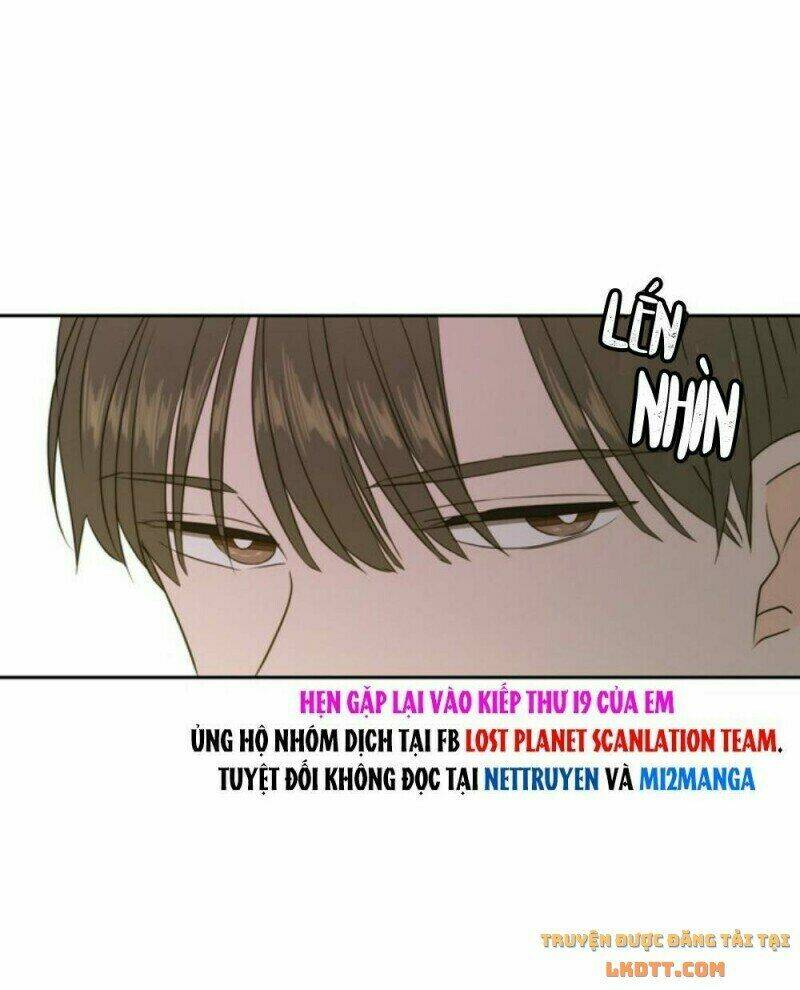 LÉN
NHÌN
HẸN GẶP LẠI VÀO KIẾP THƯ 19 CỦA EM
ỦNG HỘ NHÓM DỊCH TẠI FB LOST PLANET SCANLATION TEAM.
TUYỆT ĐỐI KHÔNG ĐỌC TẠI NETTRUYEN VÀ MI2MANGA
TRUYỆN ĐƯỢC ĐĂNG TẢI TẠI
LKDTT.COM